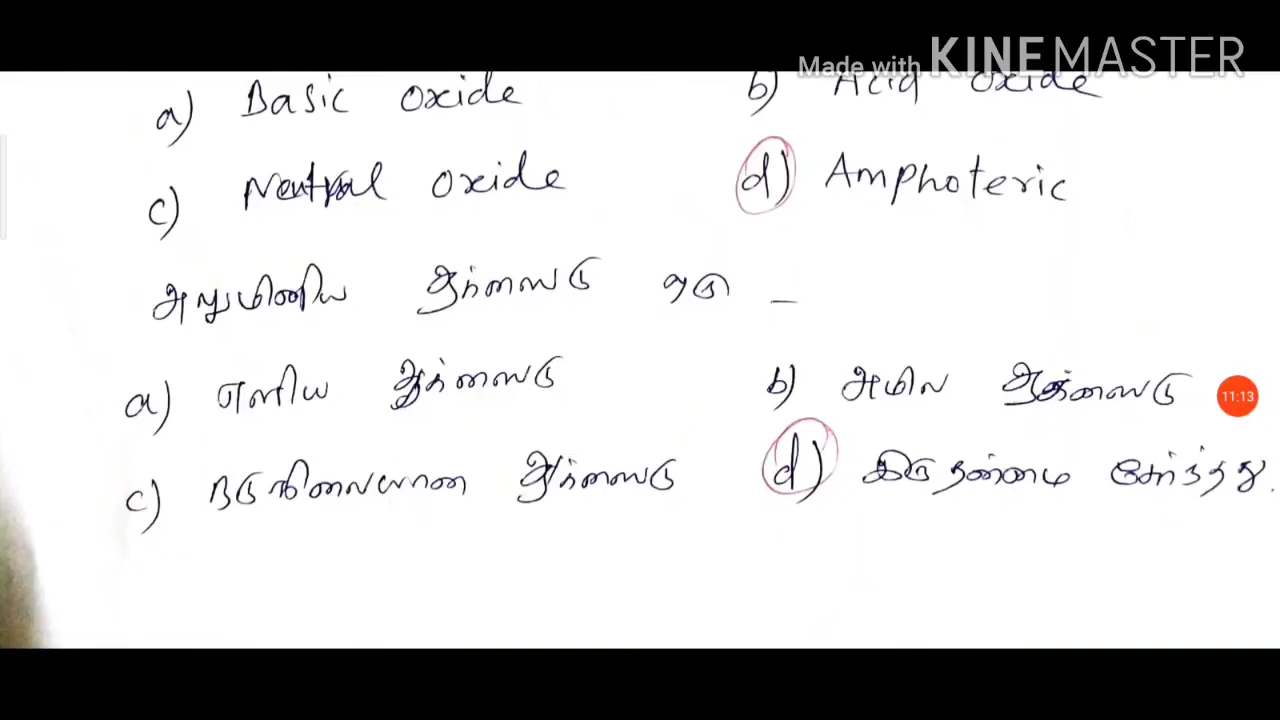 Made with KINEMASTER
a) Basic Oxide b) Acid Oxide
c) Neutral Oxide d) Amphoteric
அலுமினிய ஆக்ஸைடு ஒரு –
a) எளிய ஆக்ஸைடு b) அமில ஆக்ஸைடு
11:13
c) நடுநிலையான ஆக்ஸைடு d) இருதன்மை சேர்ந்தது.